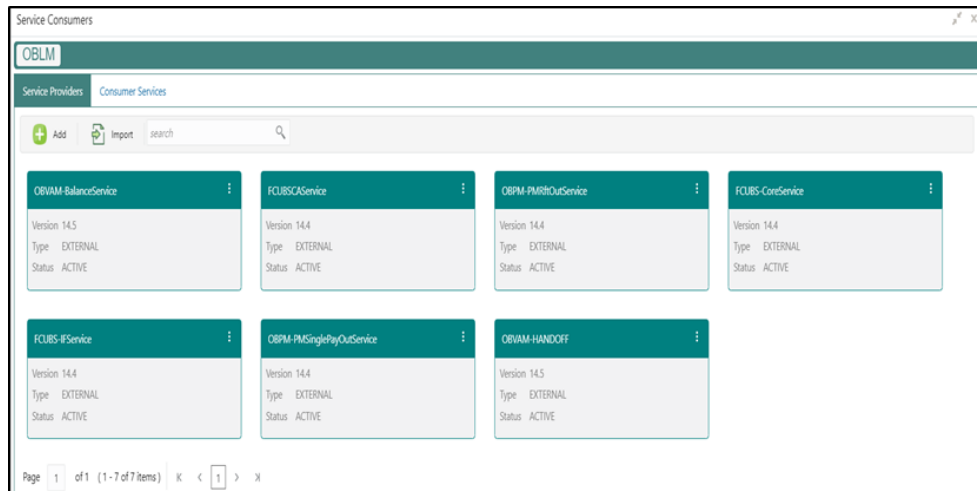 Service Consumers
OBLM
Service Providers Consumer Services
Add Import search
OBVAM-BalanceService
Version 14.5
Type EXTERNAL
Status ACTIVE
FCUBSCAService
Version 14.4
Type EXTERNAL
Status ACTIVE
OBPM-PMRftOutService
Version 14.4
Type EXTERNAL
Status ACTIVE
FCUBS-CoreService
Version 14.4
Type EXTERNAL
Status ACTIVE
FCUBS-IFService
Version 14.4
Type EXTERNAL
Status ACTIVE
OBPM-PMSinglePayOutService
Version 14.4
Type EXTERNAL
Status ACTIVE
OBVAM-HANDOFF
Version 14.5
Type EXTERNAL
Status ACTIVE
Page 1 of 1 (1 - 7 of 7 items) 1